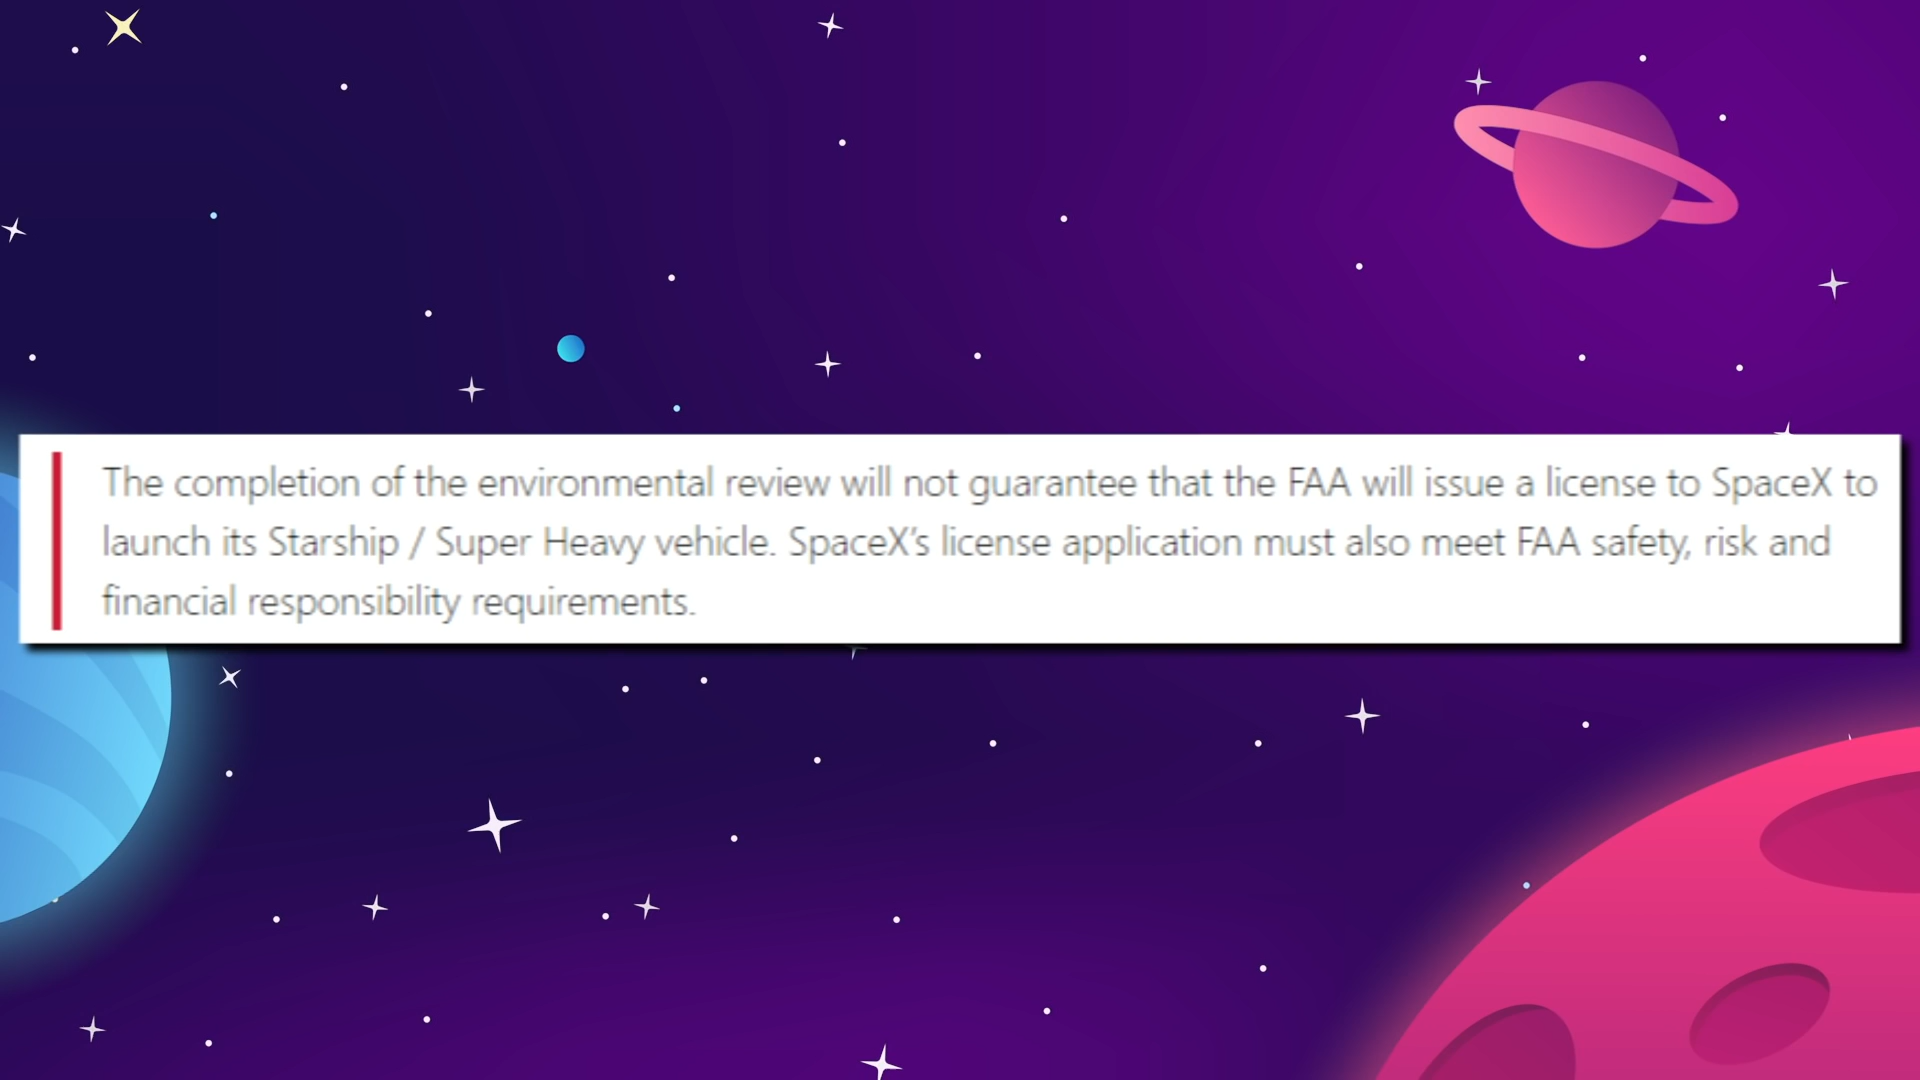 The completion of the environmental review will not guarantee that the FAA will issue a license to SpaceX to
launch its Starship / Super Heavy vehicle. SpaceX’s license application must also meet FAA safety, risk and
financial responsibility requirements.